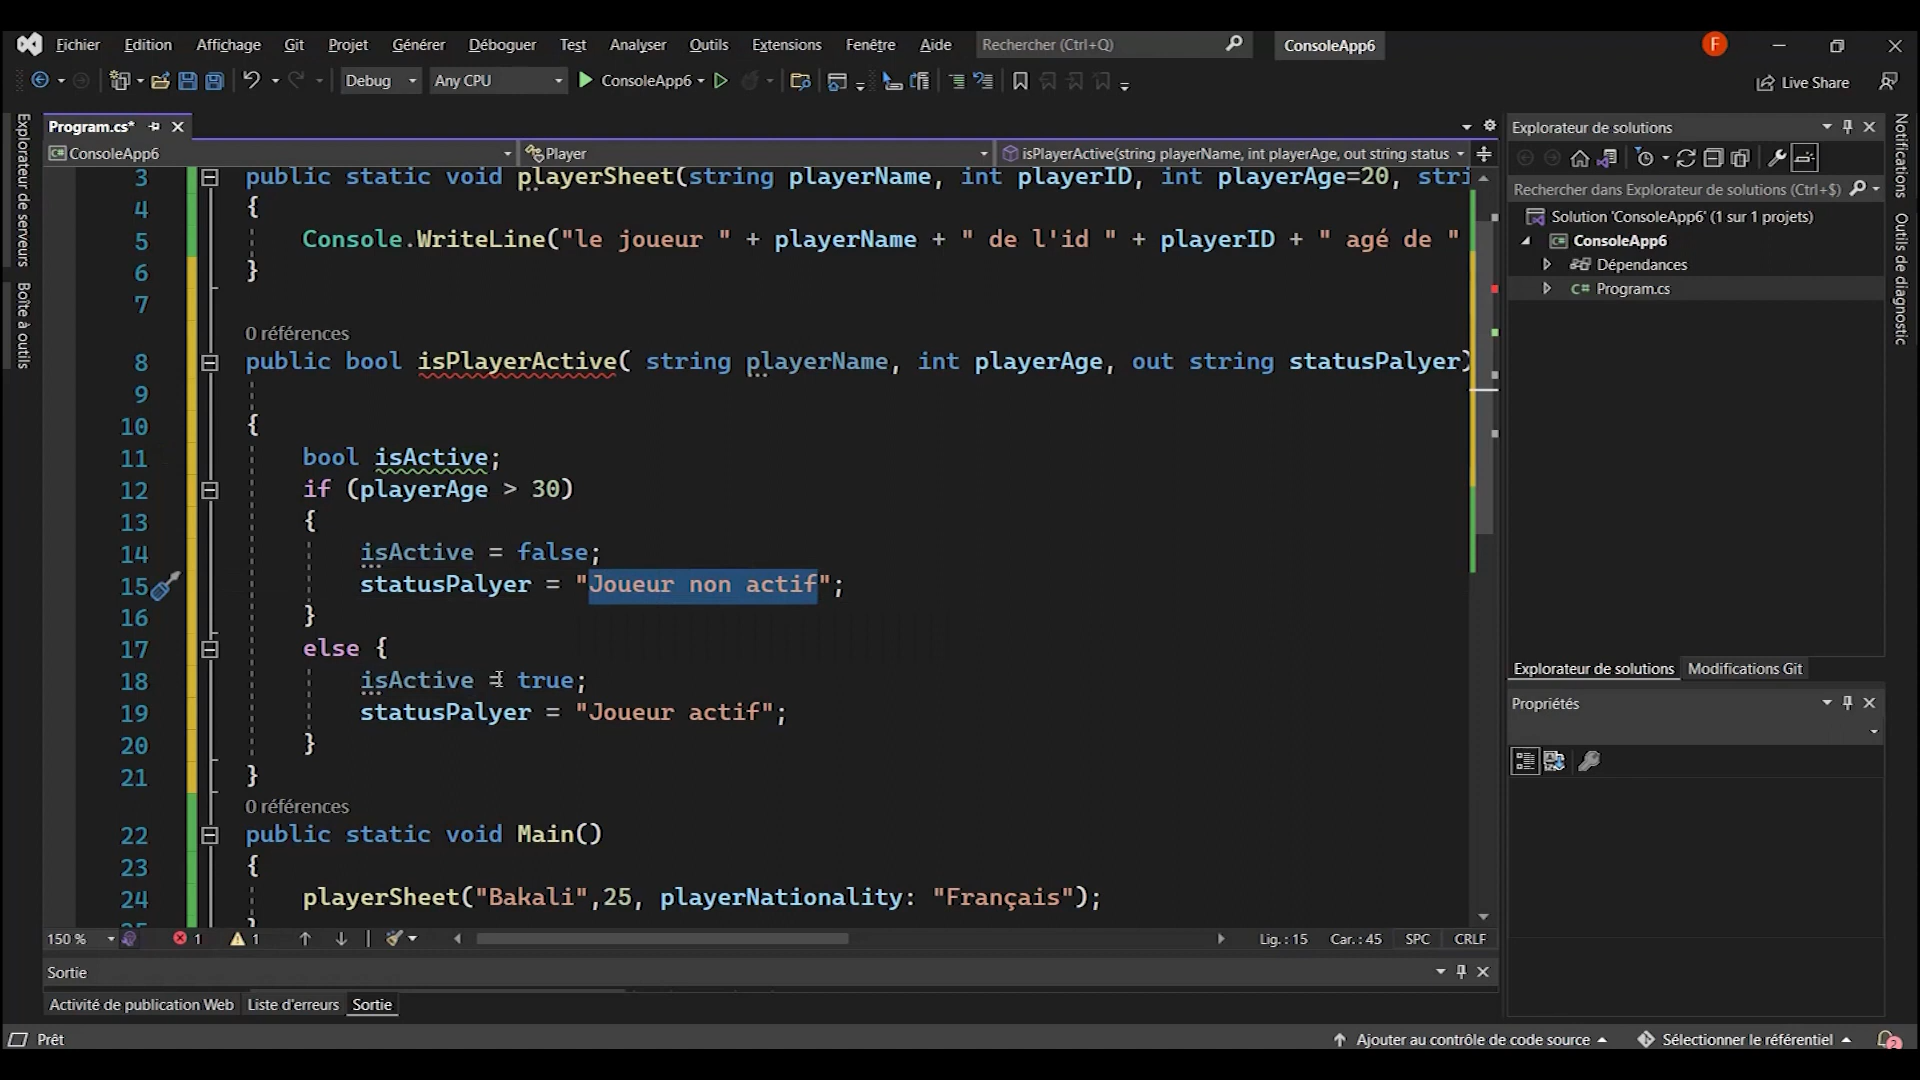 Fichier Edition Affichage Git Projet Générer Déboguer Test Analyser Outils Extensions Fenêtre Aide Rechercher (Ctrl+Q) ConsoleApp6 F
Debug Any CPU ConsoleApp6 Live Share
Explorateur de serveurs
Boîte à outils
Program.cs*
ConsoleApp6 Player isPlayerActive(string playerName, int playerAge, out string status
3 public static void playerSheet(string playerName, int playerID, int playerAge=20, stri
4 {
5 Console.WriteLine("le joueur " + playerName + " de l'id " + playerID + " agé de "
6 }
7
0 références
8 public bool isPlayerActive( string playerName, int playerAge, out string statusPalyer)
9
10 {
11 bool isActive;
12 if (playerAge > 30)
13 {
14 isActive = false;
15 statusPalyer = "Joueur non actif";
16 }
17 else {
18 isActive = true;
19 statusPalyer = "Joueur actif";
20 }
21 }
0 références
22 public static void Main()
23 {
24 playerSheet("Bakali",25, playerNationality: "Français");
25 }
150 % 1 1 Lig. : 15 Car. : 45 SPC CRLF
Sortie
Activité de publication Web Liste d'erreurs Sortie
Explorateur de solutions
Rechercher dans Explorateur de solutions (Ctrl+$)
Solution 'ConsoleApp6' (1 sur 1 projets)
ConsoleApp6
Dépendances
C# Program.cs
Explorateur de solutions Modifications Git
Propriétés
Notifications
Outils de diagnostic
Prêt Ajouter au contrôle de code source Sélectionner le référentiel 2